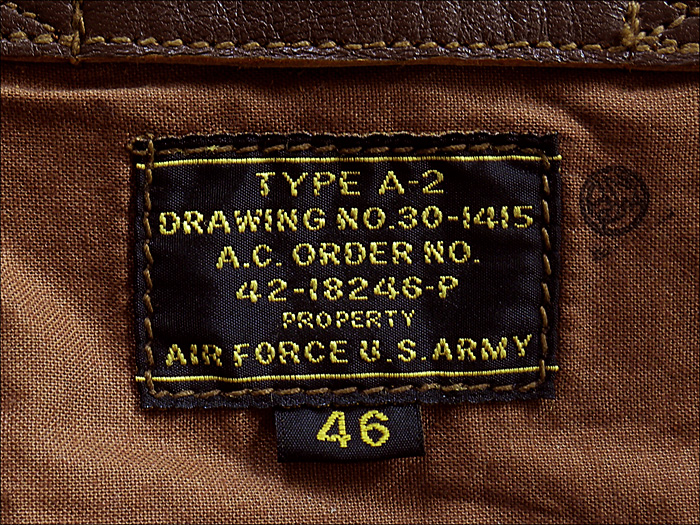 TYPE A-2
DRAWING NO.30-1415
A.C. ORDER NO.
42-18246-P
PROPERTY
AIR FORCE U.S.ARMY
46